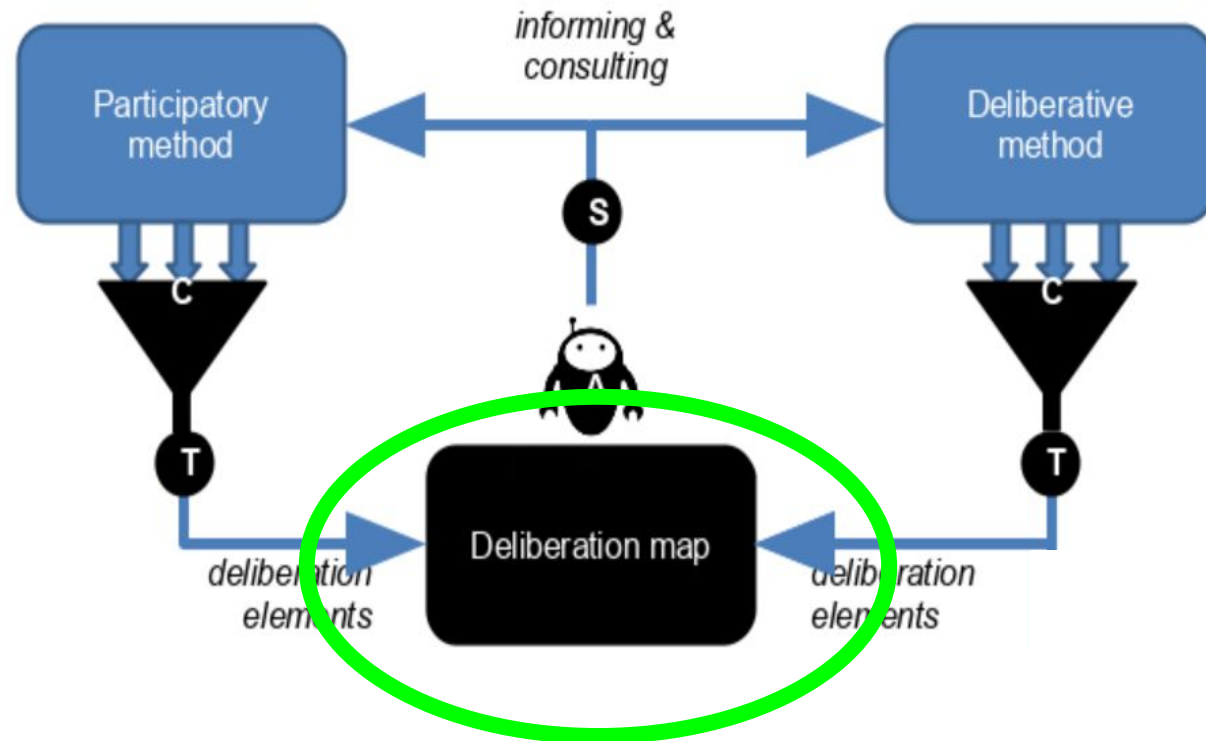 informing &
consulting
Participatory
method
Deliberative
method
S
C
C
A
T
T
Deliberation map
deliberation
elements
deliberation
elements